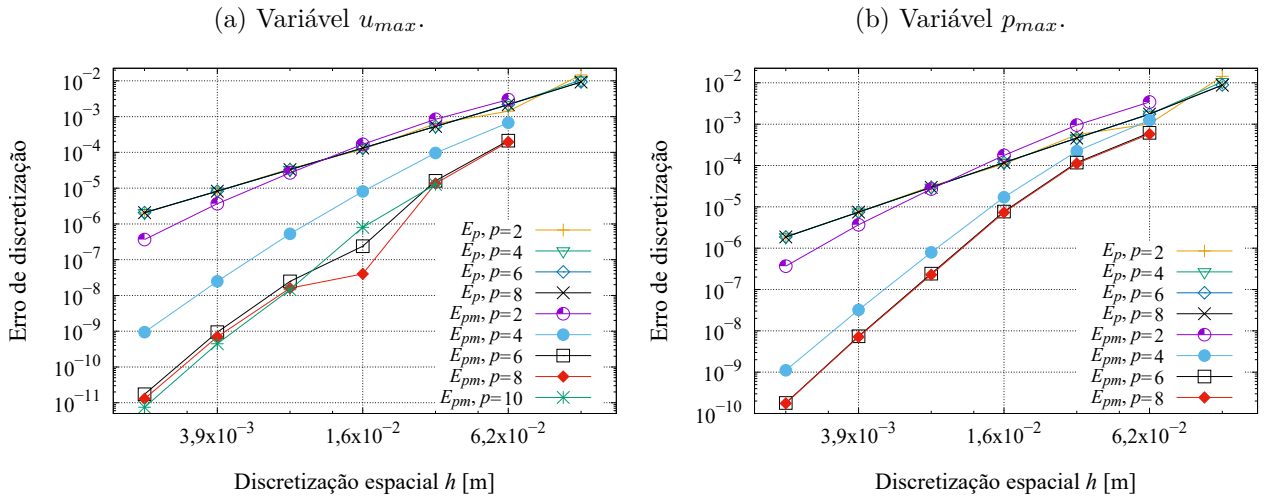 (a) Variável u_max.
Erro de discretização
10^-2
10^-3
10^-4
10^-5
10^-6
10^-7
10^-8
10^-9
10^-10
10^-11
E_p, p=2
E_p, p=4
E_p, p=6
E_p, p=8
E_pm, p=2
E_pm, p=4
E_pm, p=6
E_pm, p=8
E_pm, p=10
3,9x10^-3
1,6x10^-2
6,2x10^-2
Discretização espacial h [m]
(b) Variável p_max.
Erro de discretização
10^-2
10^-3
10^-4
10^-5
10^-6
10^-7
10^-8
10^-9
10^-10
E_p, p=2
E_p, p=4
E_p, p=6
E_p, p=8
E_pm, p=2
E_pm, p=4
E_pm, p=6
E_pm, p=8
3,9x10^-3
1,6x10^-2
6,2x10^-2
Discretização espacial h [m]